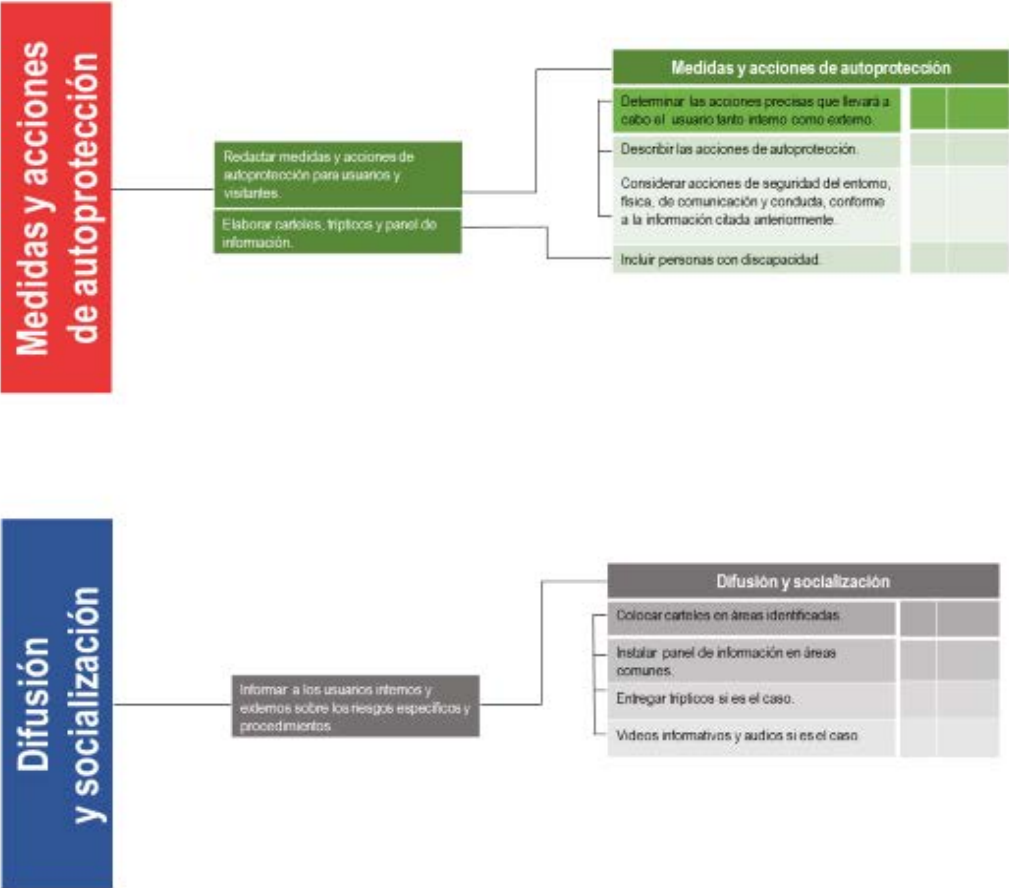 Medidas y acciones
de autoprotección
Redactar medidas y acciones de
autoprotección para usuarios y
visitantes.
Elaborar carteles, trípticos y panel de
información.
Medidas y acciones de autoprotección
Determinar las acciones precisas que llevará a
cabo el usuario tanto interno como externo.
Describir las acciones de autoprotección.
Considerar acciones de seguridad del entorno,
física, de comunicación y conducta, conforme
a la información citada anteriormente.
Incluir personas con discapacidad.
Difusión
y socialización
Informar a los usuarios internos y
externos sobre los riesgos específicos y
procedimientos
Difusión y socialización
Colocar carteles en áreas identificadas.
Instalar panel de información en áreas
comunes.
Entregar trípticos si es el caso.
Videos informativos y audios si es el caso